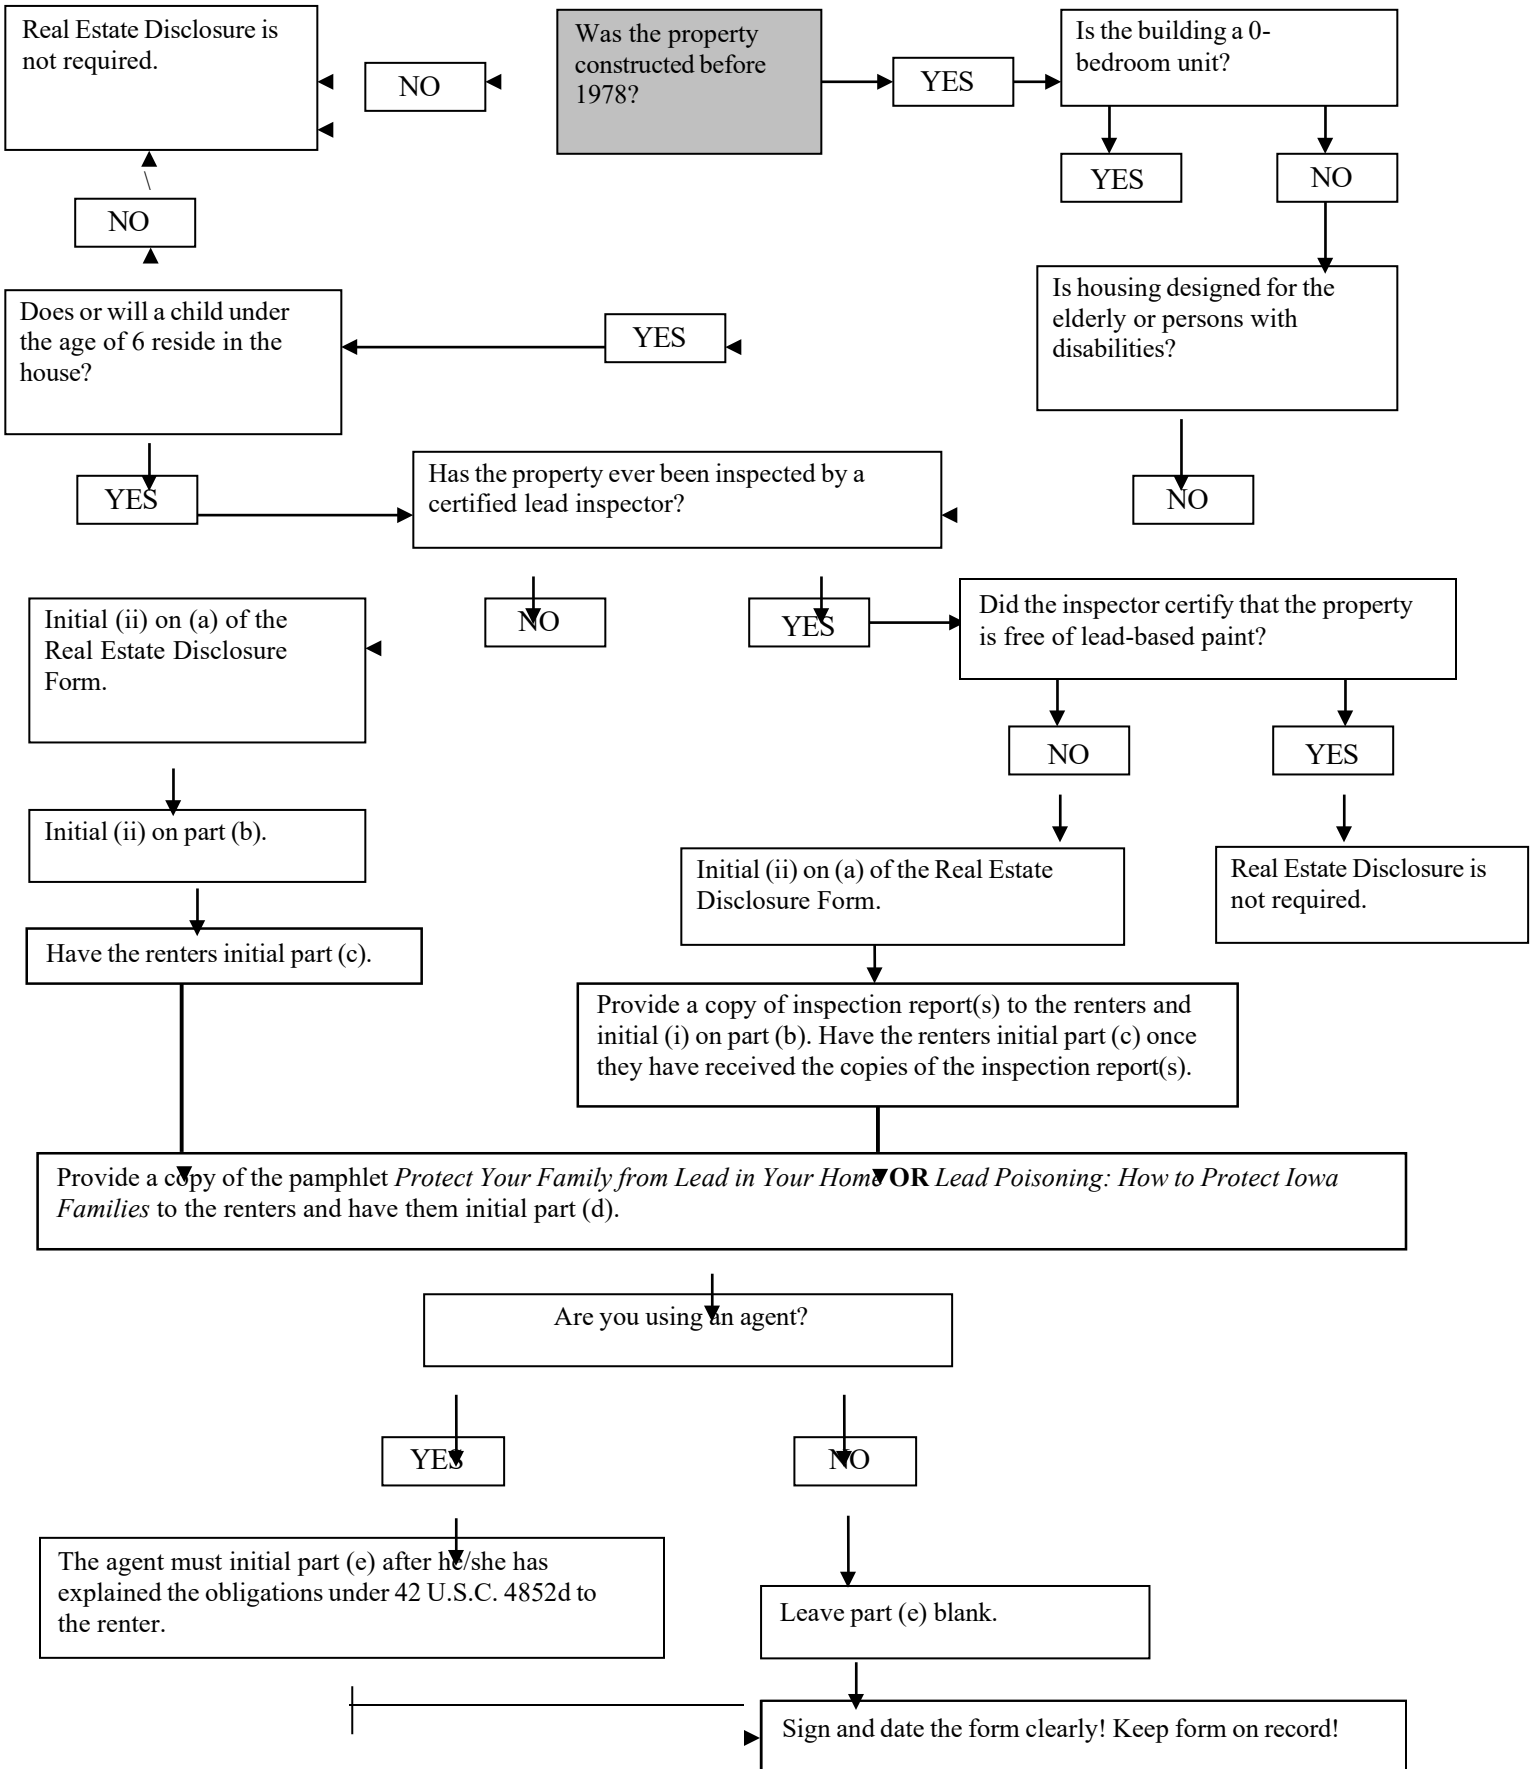 Real Estate Disclosure is
not required.
NO
Was the property
constructed before
1978?
YES
Is the building a 0-
bedroom unit?
YES
NO
NO
Is housing designed for the
elderly or persons with
disabilities?
Does or will a child under
the age of 6 reside in the
house?
YES
YES
Has the property ever been inspected by a
certified lead inspector?
NO
Initial (ii) on (a) of the
Real Estate Disclosure
Form.
NO
YES
Did the inspector certify that the property
is free of lead-based paint?
NO
YES
Initial (ii) on part (b).
Initial (ii) on (a) of the Real Estate
Disclosure Form.
Real Estate Disclosure is
not required.
Have the renters initial part (c).
Provide a copy of inspection report(s) to the renters and
initial (i) on part (b). Have the renters initial part (c) once
they have received the copies of the inspection report(s).
Provide a copy of the pamphlet Protect Your Family from Lead in Your Home OR Lead Poisoning: How to Protect Iowa
Families to the renters and have them initial part (d).
Are you using an agent?
YES
NO
The agent must initial part (e) after he/she has
explained the obligations under 42 U.S.C. 4852d to
the renter.
Leave part (e) blank.
Sign and date the form clearly! Keep form on record!